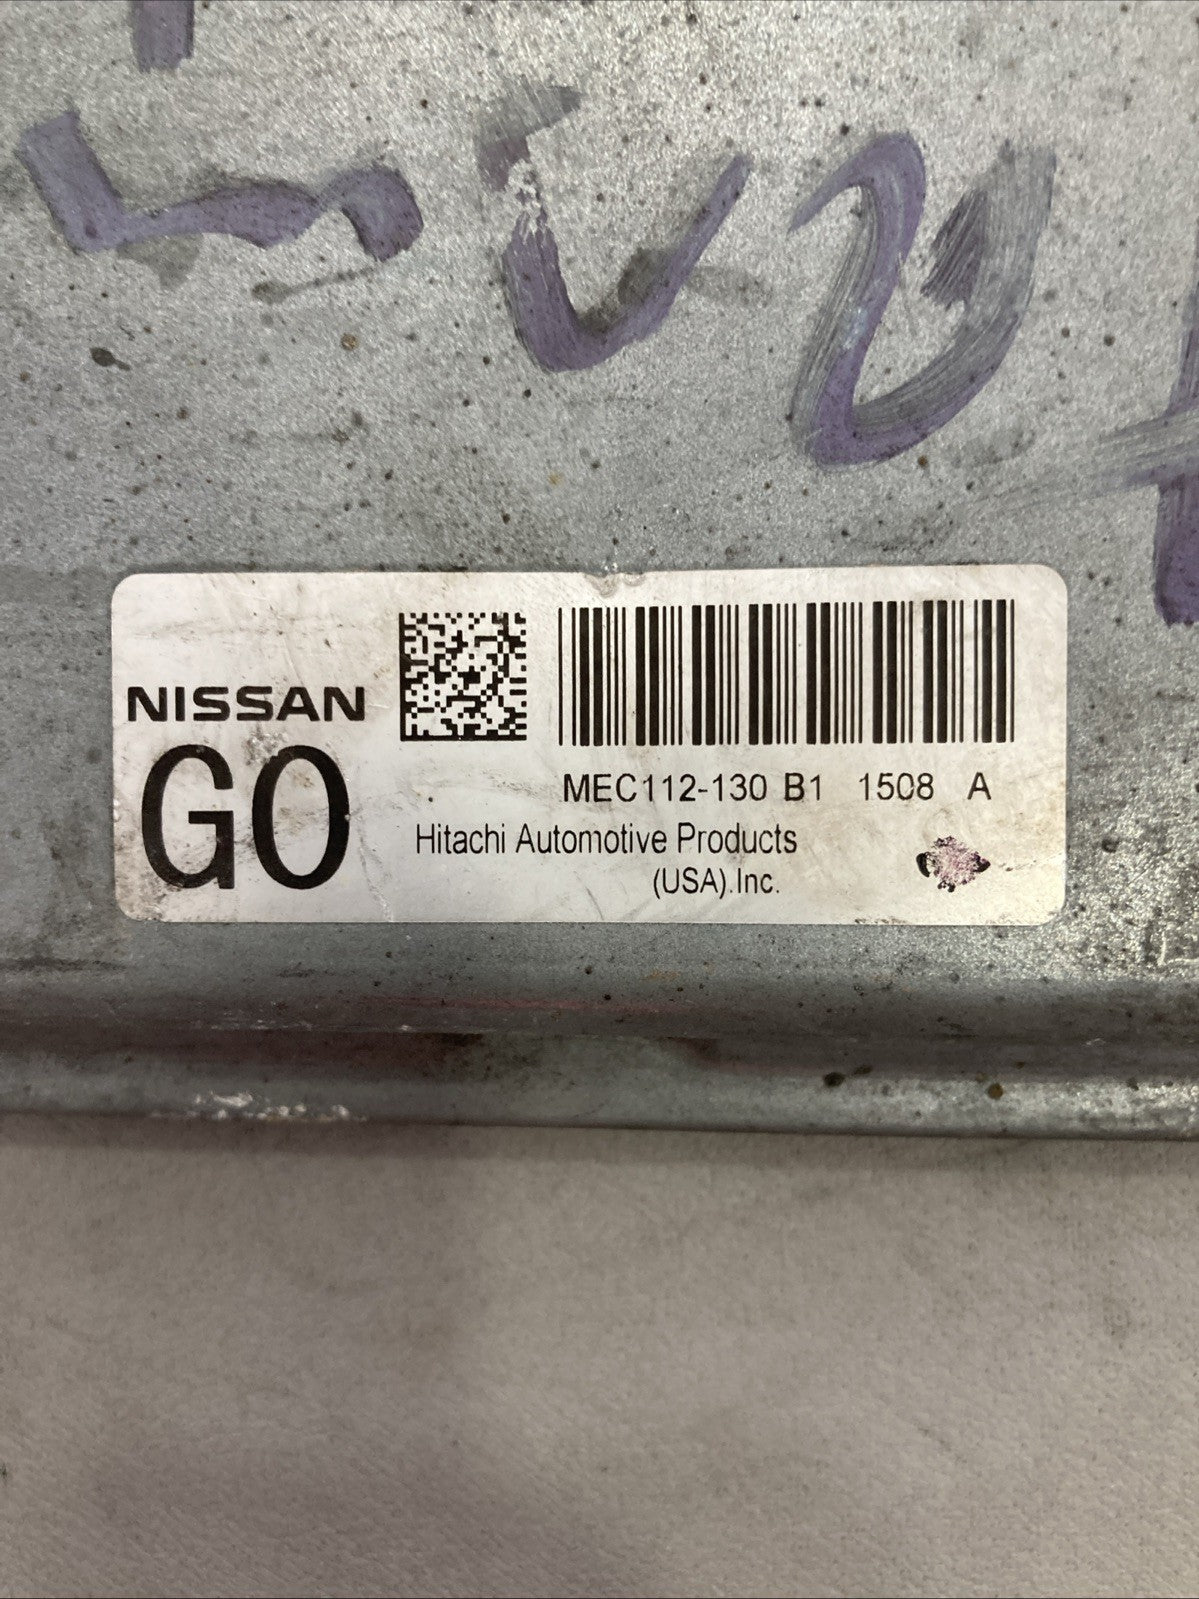 NISSAN
GO
MEC112-130 B1 1508 A
Hitachi Automotive Products
(USA).Inc.